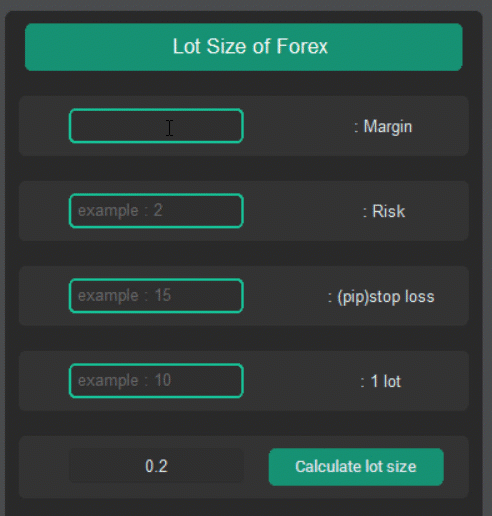 Lot Size of Forex
: Margin
example : 2
: Risk
example : 15
: (pip)stop loss
example : 10
: 1 lot
0.2
Calculate lot size